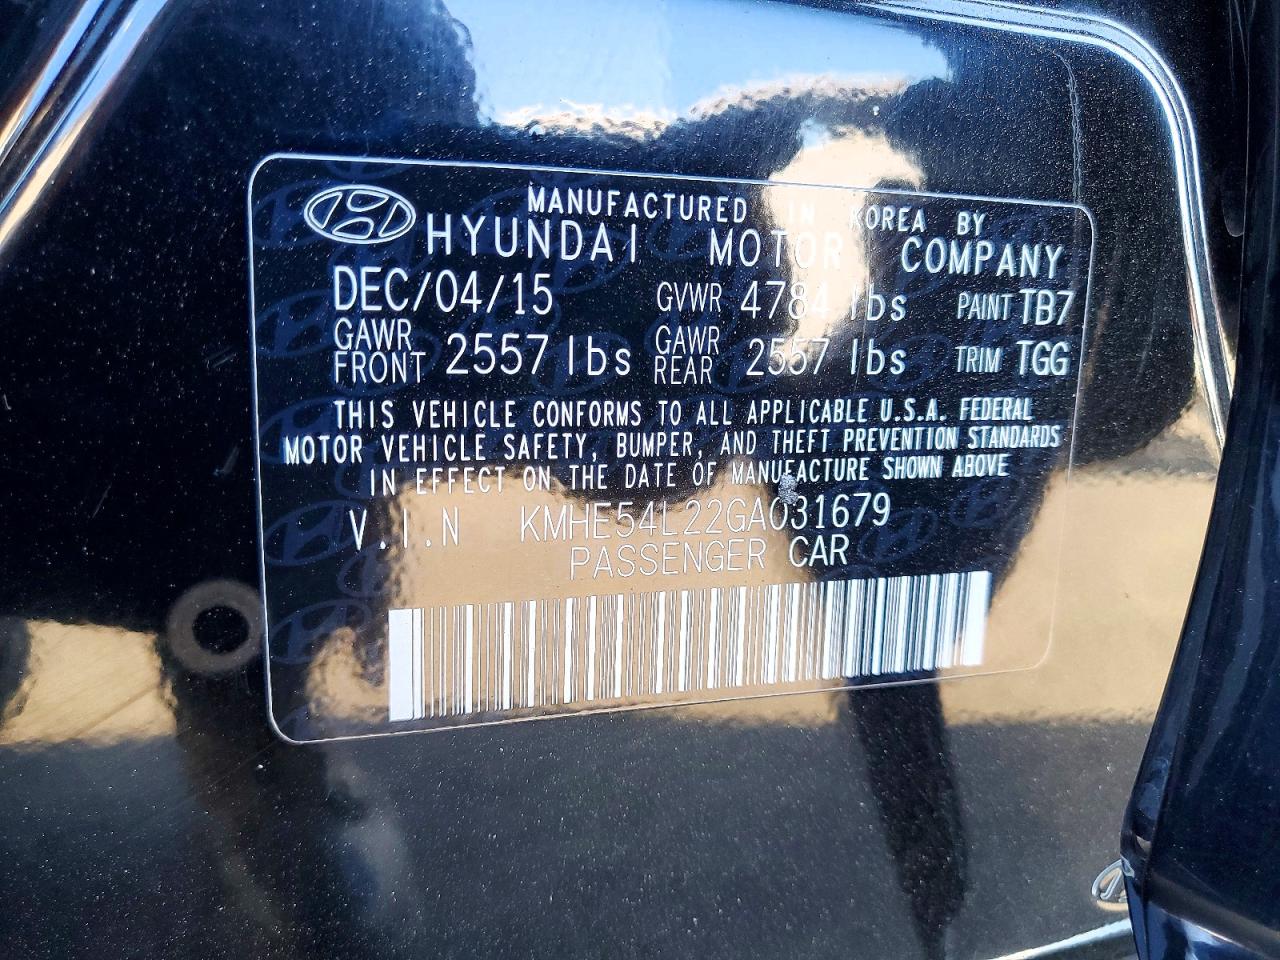 MANUFACTURED IN KOREA BY
HYUNDAI MOTOR COMPANY
DEC/04/15 GVWR 4784 lbs PAINT TB7
GAWR FRONT 2557 lbs GAWR REAR 2557 lbs TRIM TGG
THIS VEHICLE CONFORMS TO ALL APPLICABLE U.S.A. FEDERAL
MOTOR VEHICLE SAFETY, BUMPER, AND THEFT PREVENTION STANDARDS
IN EFFECT ON THE DATE OF MANUFACTURE SHOWN ABOVE
V.I.N KMHE54L22GA031679
PASSENGER CAR